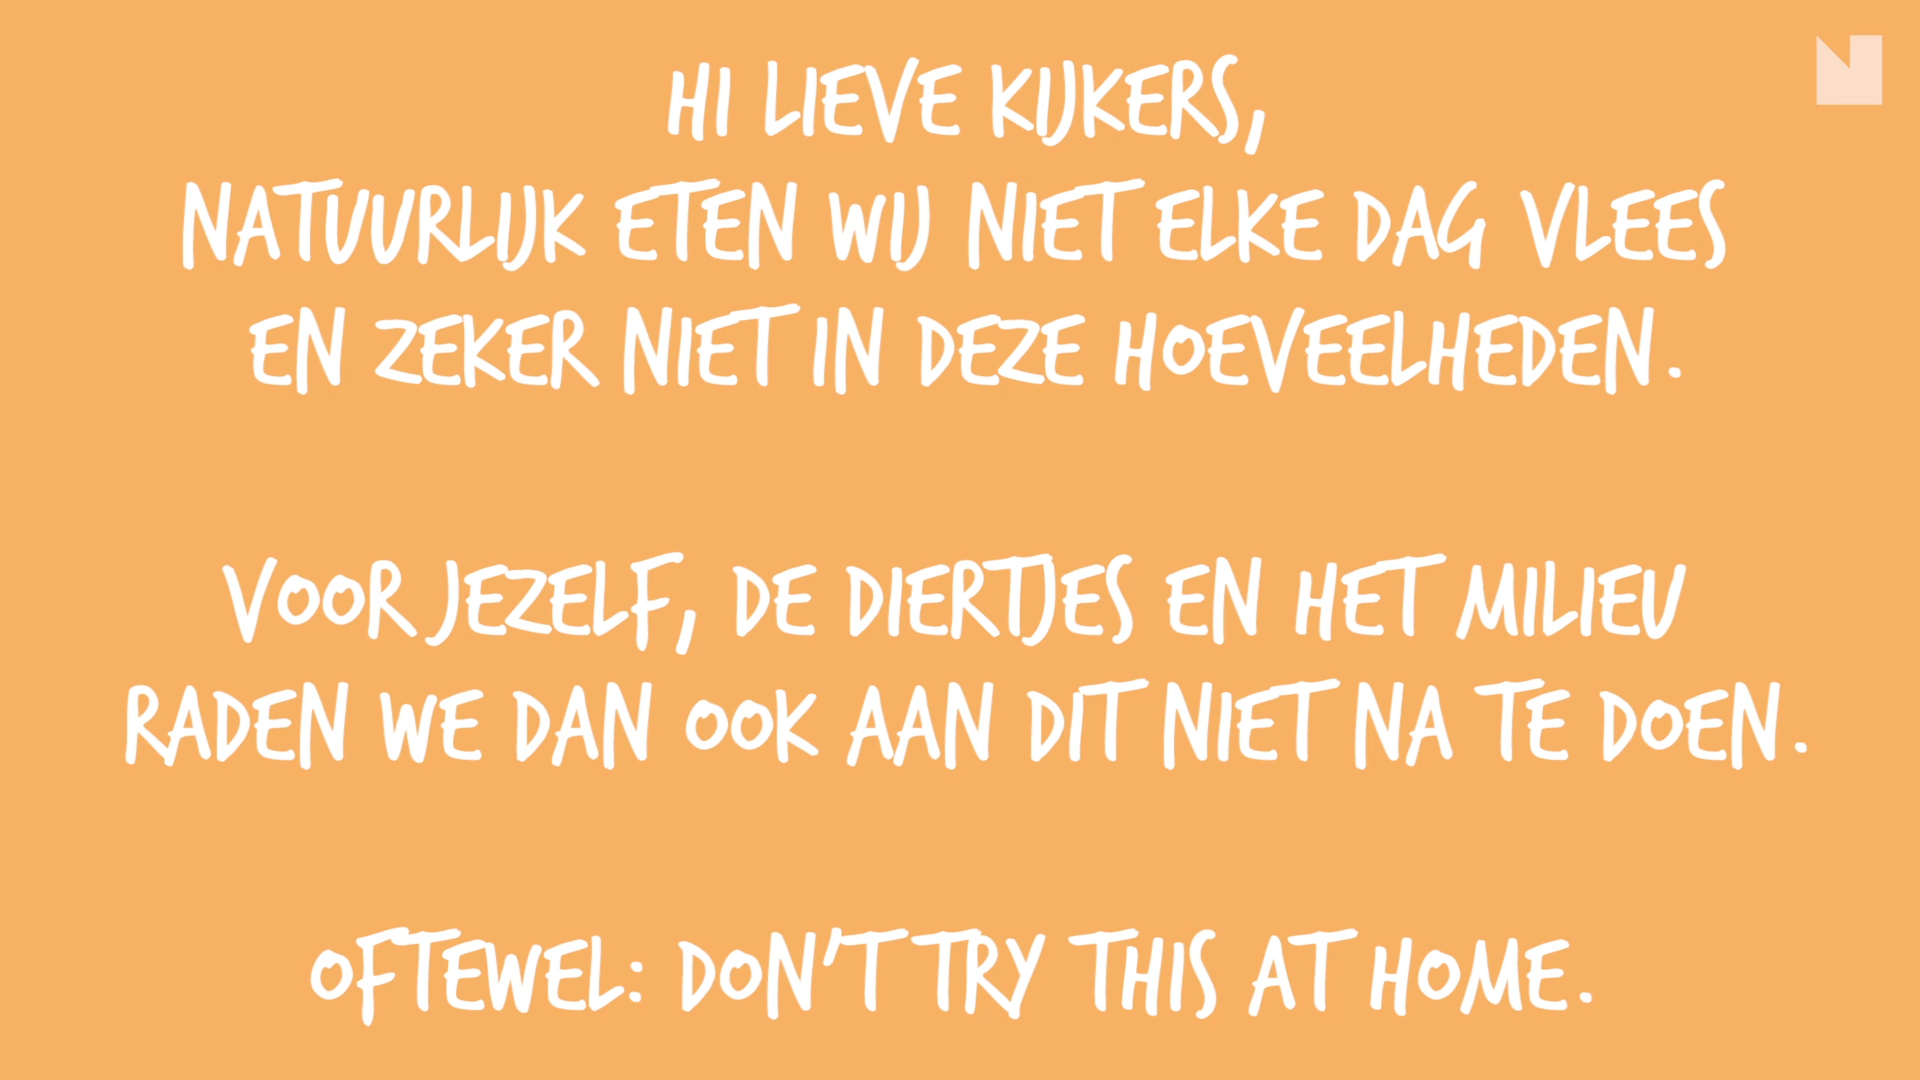 HI LIEVE KIJKERS,
NATUURLIJK ETEN WIJ NIET ELKE DAG VLEES
EN ZEKER NIET IN DEZE HOEVEELHEDEN.
VOOR JEZELF, DE DIERTJES EN HET MILIEU
RADEN WE DAN OOK AAN DIT NIET NA TE DOEN.
OFTEWEL: DON'T TRY THIS AT HOME.